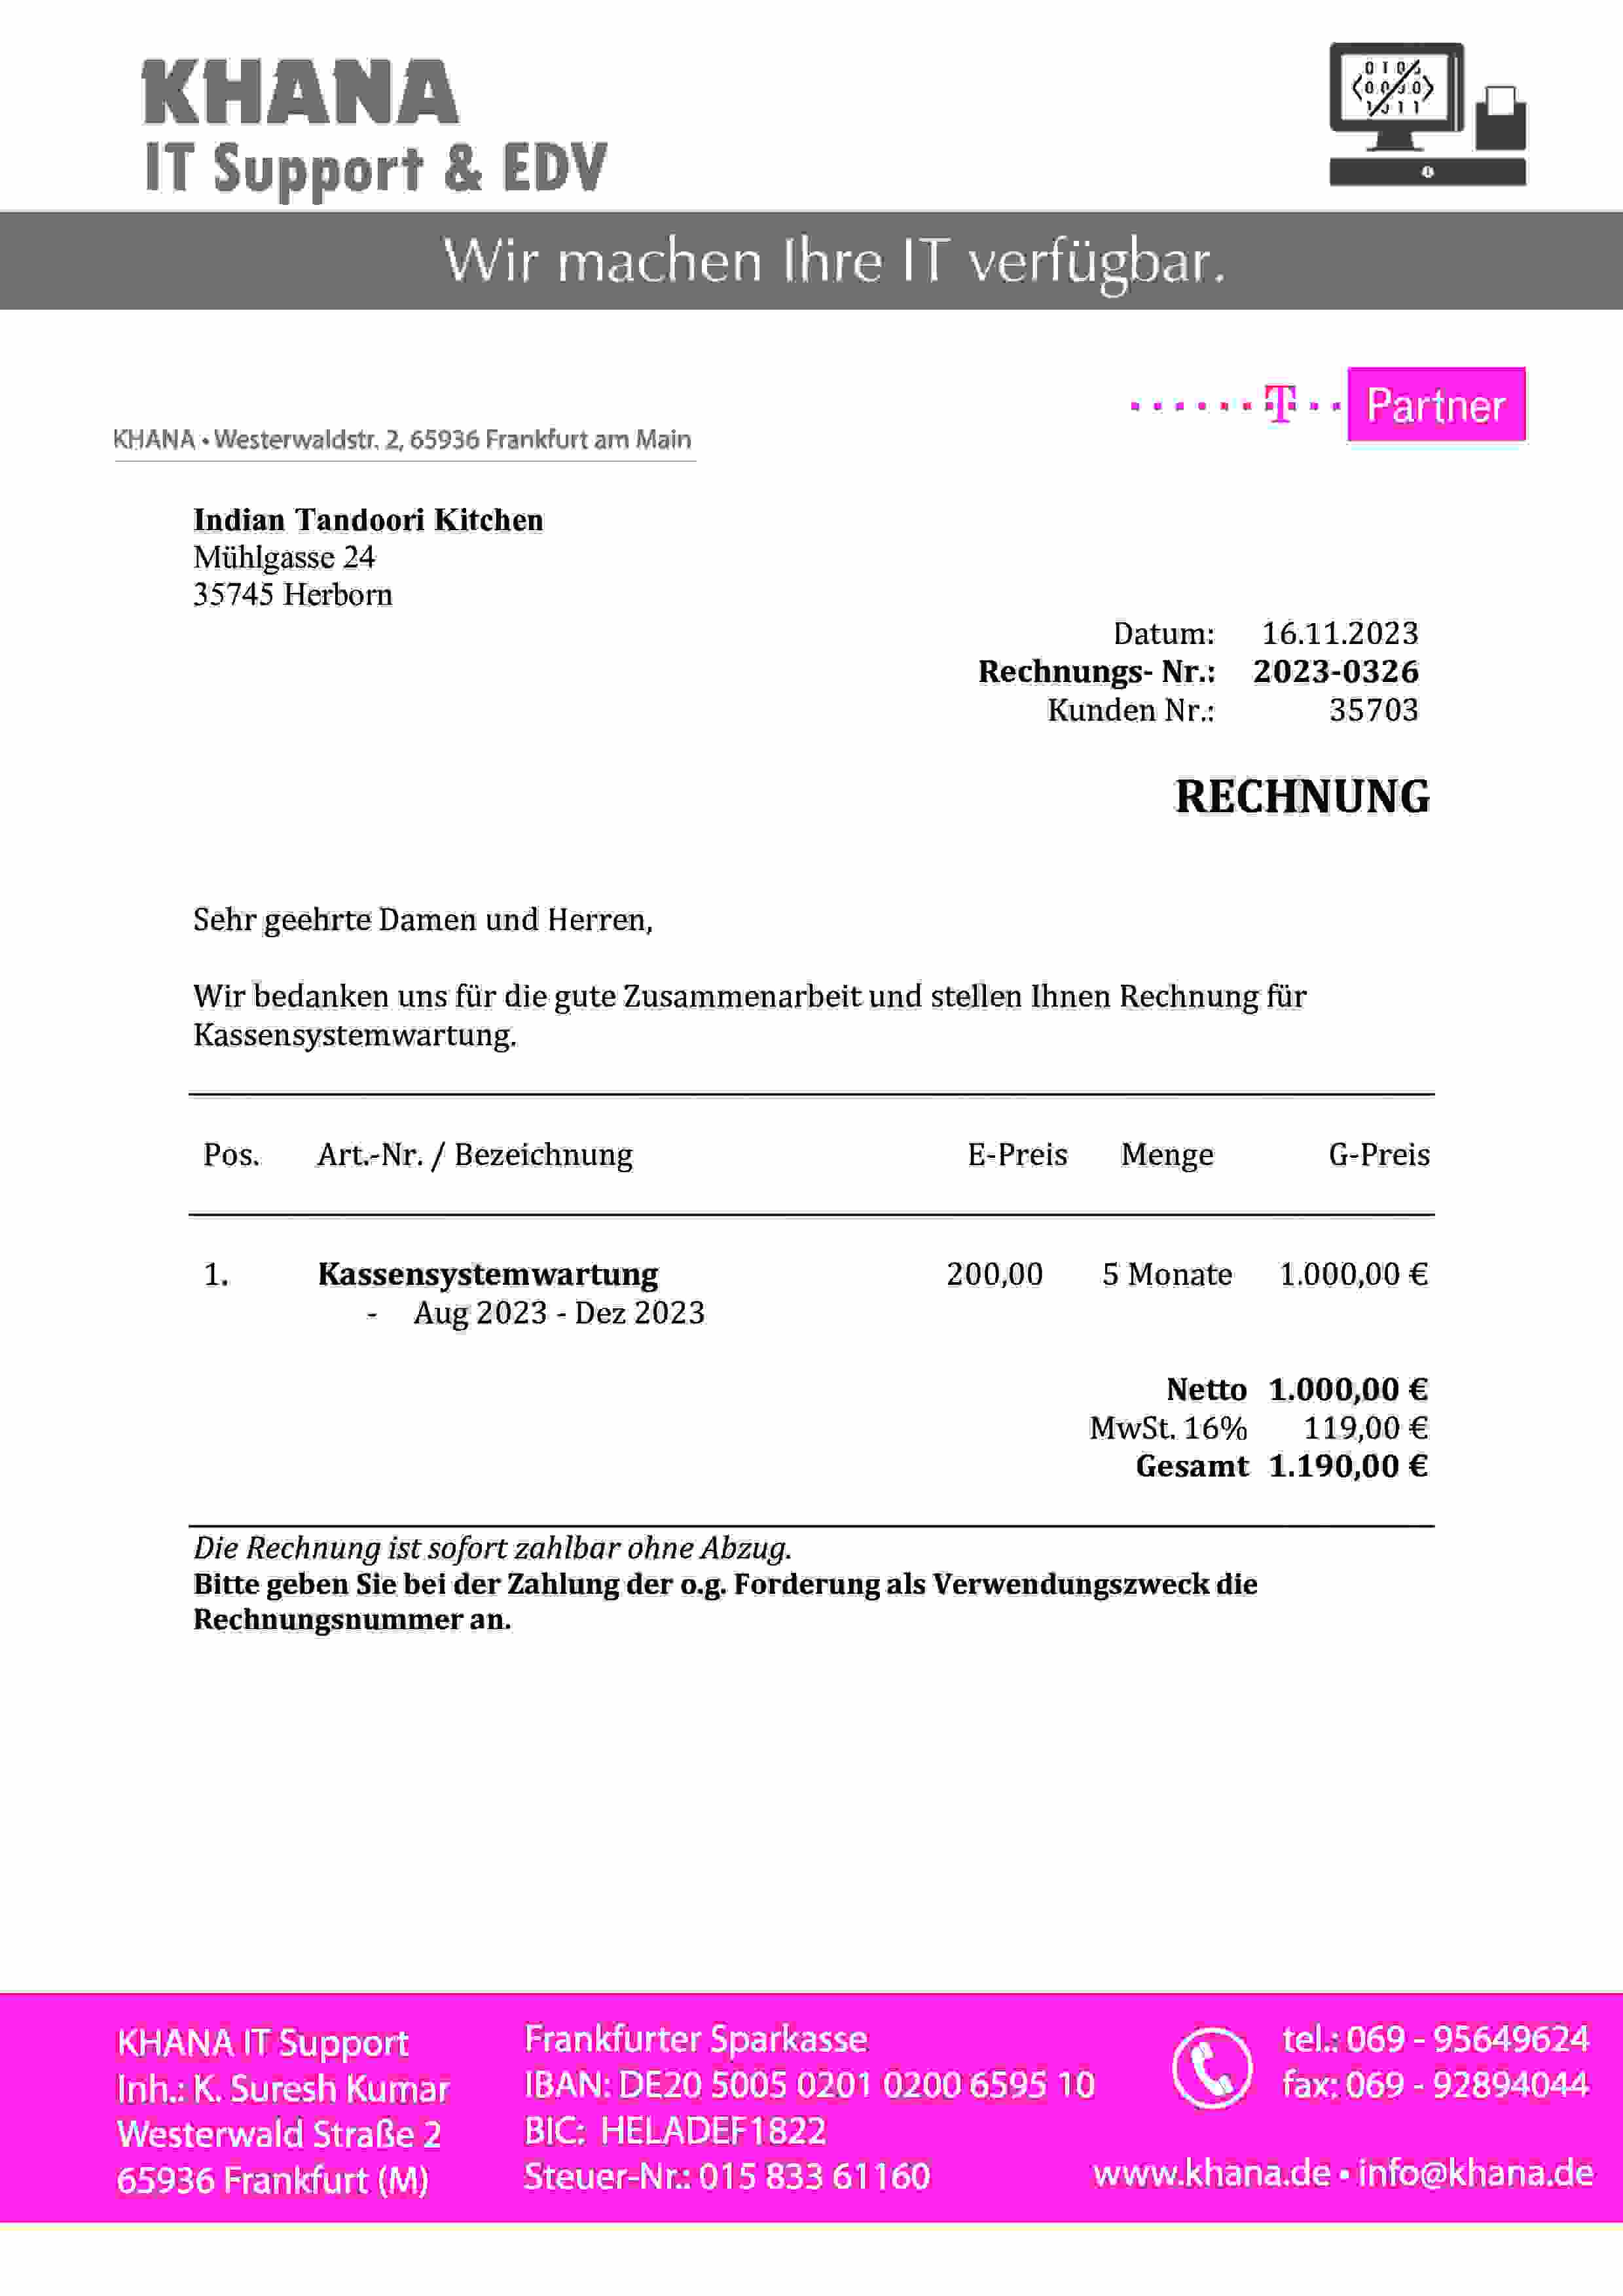 KHANA
IT Support & EDV
Wir machen Ihre IT verfügbar.
T Partner
KHANA • Westerwaldstr. 2, 65936 Frankfurt am Main
Indian Tandoori Kitchen
Mühlgasse 24
35745 Herborn
Datum: 16.11.2023
Rechnungs- Nr.: 2023-0326
Kunden Nr.: 35703
RECHNUNG
Sehr geehrte Damen und Herren,
Wir bedanken uns für die gute Zusammenarbeit und stellen Ihnen Rechnung für
Kassensystemwartung.
Pos. Art.-Nr. / Bezeichnung E-Preis Menge G-Preis
1. Kassensystemwartung 200,00 5 Monate 1.000,00 €
- Aug 2023 - Dez 2023
Netto 1.000,00 €
MwSt. 16% 119,00 €
Gesamt 1.190,00 €
Die Rechnung ist sofort zahlbar ohne Abzug.
Bitte geben Sie bei der Zahlung der o.g. Forderung als Verwendungszweck die
Rechnungsnummer an.
KHANA IT Support
Inh.: K. Suresh Kumar
Westerwald Straße 2
65936 Frankfurt (M)
Frankfurter Sparkasse
IBAN: DE20 5005 0201 0200 6595 10
BIC: HELADEF1822
Steuer-Nr.: 015 833 61160
tel.: 069 - 95649624
fax: 069 - 92894044
www.khana.de • info@khana.de